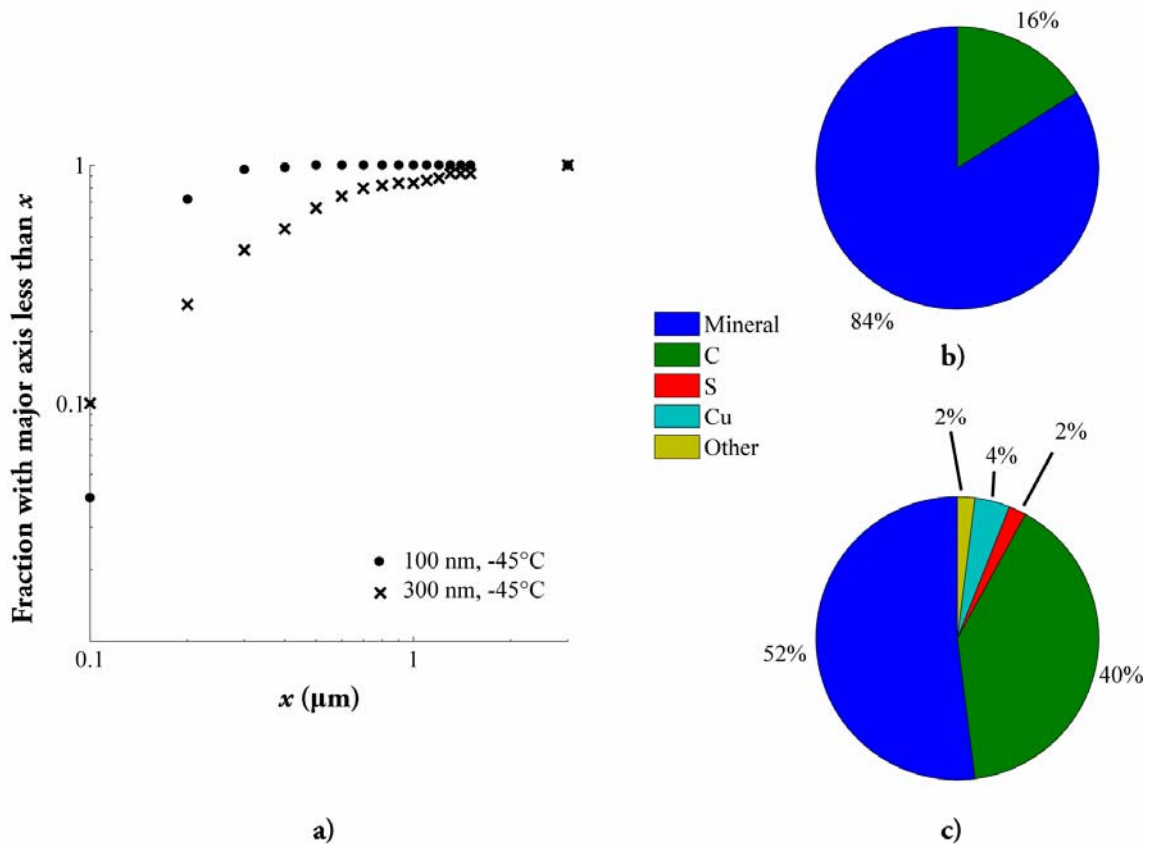 Fraction with major axis less than x
1
0.1
0.1
1
x (μm)
100 nm, -45°C
300 nm, -45°C
a)
16%
84%
b)
Mineral
C
S
Cu
Other
2%
4%
2%
52%
40%
c)